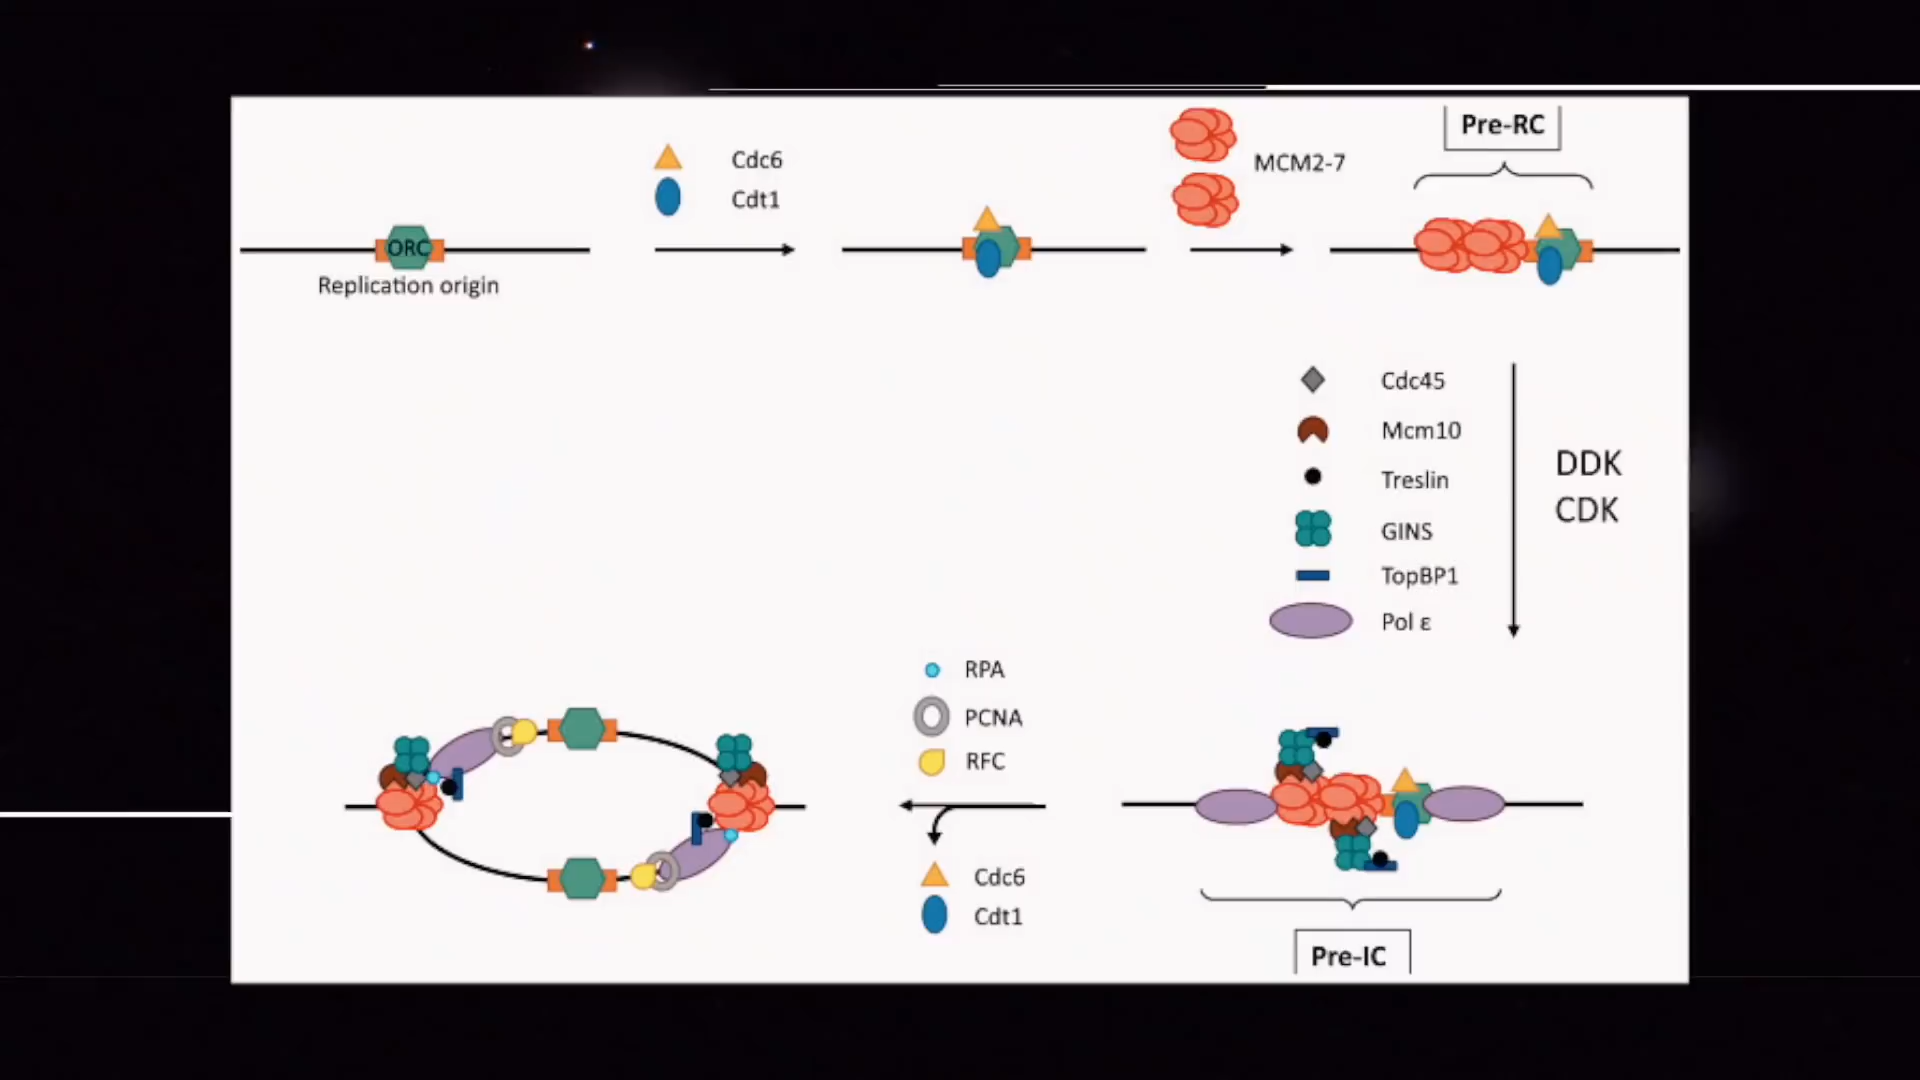 Cdc6
Cdt1
MCM2-7
Pre-RC
ORC
Replication origin
Cdc45
Mcm10
Treslin
GINS
TopBP1
Pol ε
DDK
CDK
RPA
PCNA
RFC
Cdc6
Cdt1
Pre-IC